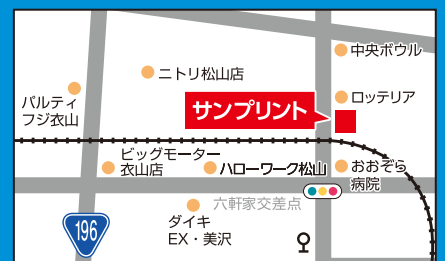 中央ボウル
ニトリ松山店
ロッテリア
パルティ
フジ衣山
サンプリント
ビッグモーター
衣山店
ハローワーク松山
おおぞら
病院
六軒家交差点
ダイキ
EX・美沢
196